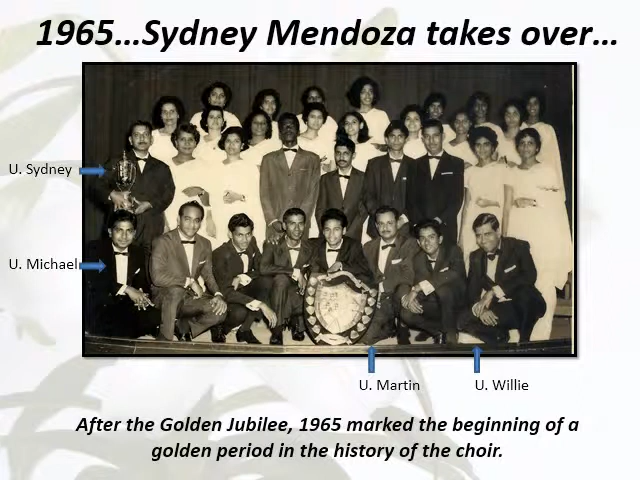 1965...Sydney Mendoza takes over...
U. Sydney
U. Michael
U. Martin
U. Willie
After the Golden Jubilee, 1965 marked the beginning of a
golden period in the history of the choir.